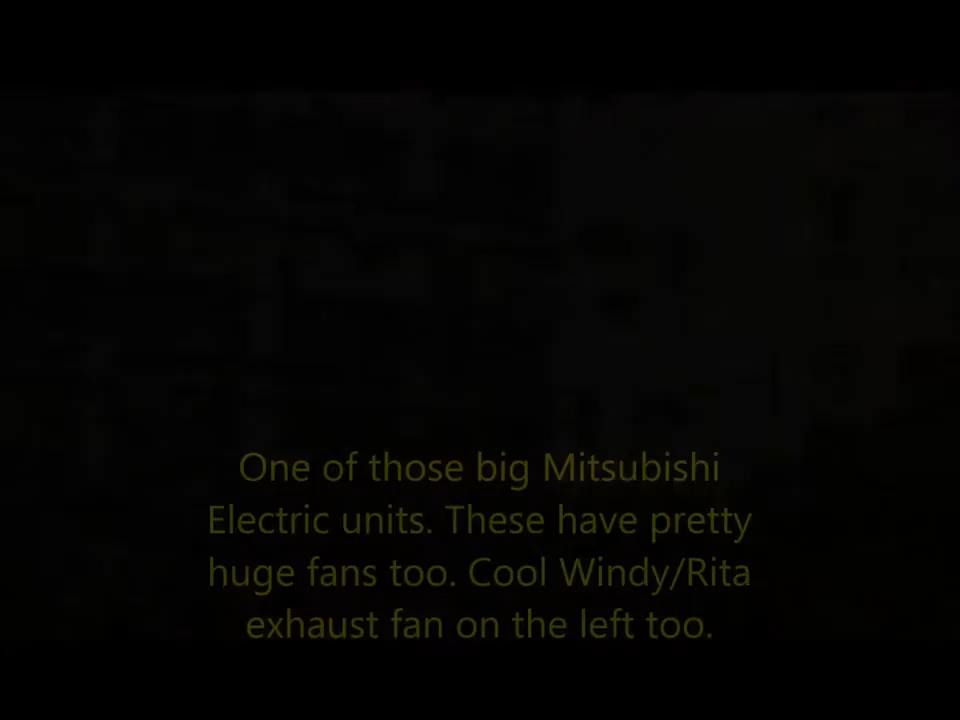 One of those big Mitsubishi
Electric units. These have pretty
huge fans too. Cool Windy/Rita
exhaust fan on the left too.